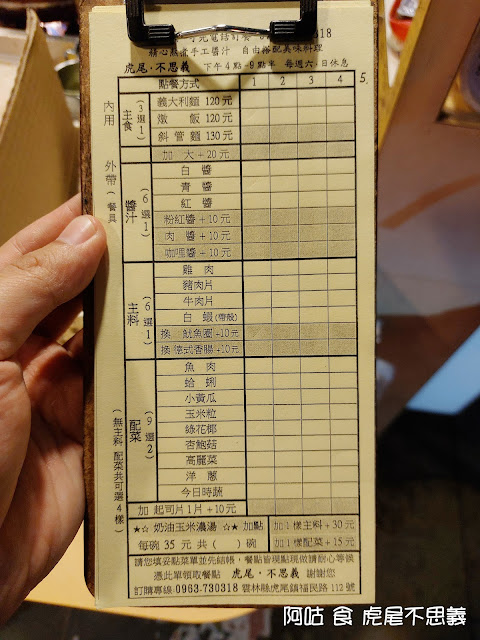 精心熬煮手工醬汁 自由搭配美味料理
虎尾·不思義 下午4點-9點半 每週六·日休息
點餐方式 1 2 3 4 5.
內用 外帶(餐具
主食(3選1)
義大利麵 120元
燉飯 120元
斜管麵 130元
加大+20元
醬汁(6選1)
白醬
青醬
紅醬
粉紅醬+10元
肉醬+10元
咖哩醬+10元
主料(6選1)
雞肉
豬肉片
牛肉片
白蝦(帶殼)
換 魷魚圈+10元
換 德式香腸+10元
配菜(9選2)
(無主料 配菜共可選4樣)
魚肉
蛤蜊
小黃瓜
玉米粒
綠花椰
杏鮑菇
高麗菜
洋蔥
今日時蔬
加 起司片1片+10元
★☆ 奶油玉米濃湯 ☆★ 加點
每碗35元 共( )碗
加1樣主料+30元
加1樣配菜+15元
請您填妥點菜單並先結帳,餐點皆現點現做請耐心等候
憑此單領取餐點 虎尾·不思義 謝謝您
訂購專線 0963-730318 雲林縣虎尾鎮福民路112號
阿咕 食 虎尾不思義